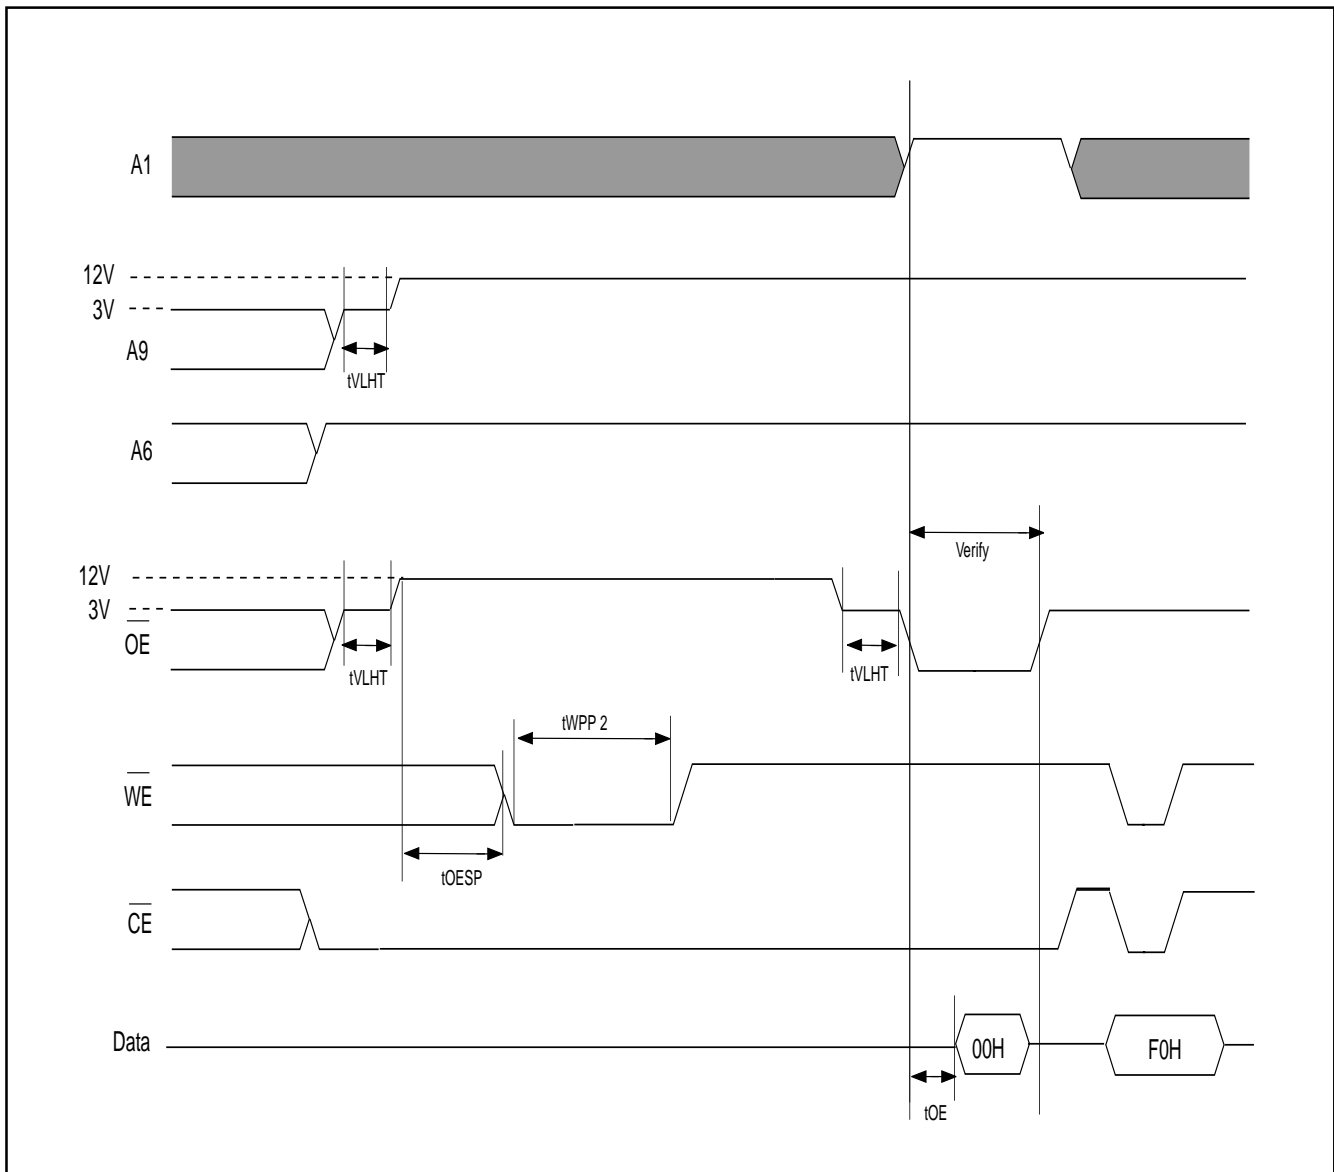 A1
12V
3V
A9
tVLHT
A6
Verify
12V
3V
OE
tVLHT
tVLHT
tWPP 2
WE
tOESP
CE
Data
00H
F0H
tOE